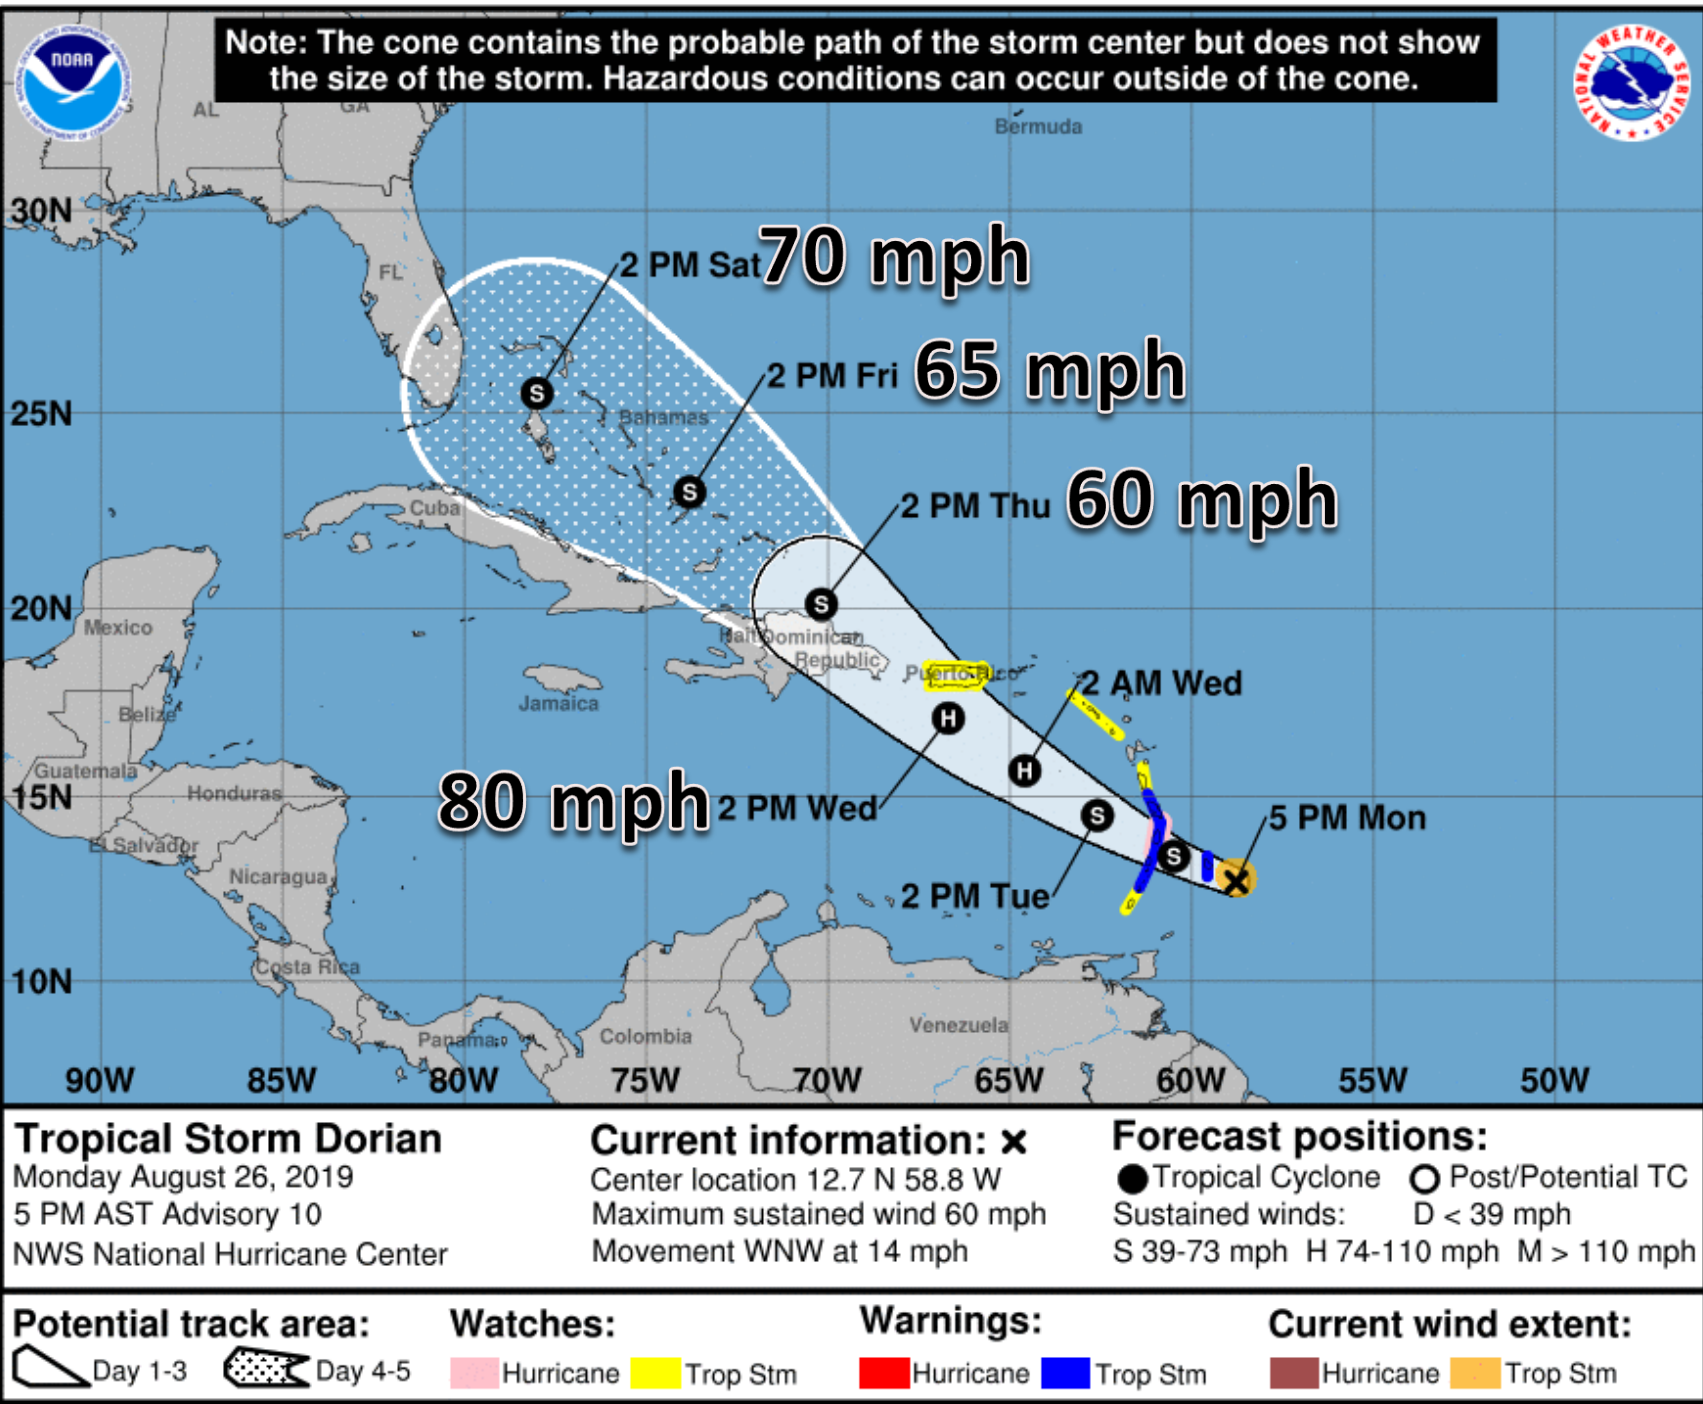 Note: The cone contains the probable path of the storm center but does not show
the size of the storm. Hazardous conditions can occur outside of the cone.
NOAA
NATIONAL WEATHER SERVICE
AL
GA
Bermuda
30N
FL
2 PM Sat 70 mph
2 PM Fri 65 mph
25N
Bahamas
2 PM Thu 60 mph
Cuba
20N
Mexico
Haiti
Dominican
Republic
Puerto Rico
2 AM Wed
Jamaica
Belize
Guatemala
Honduras
15N
80 mph 2 PM Wed
5 PM Mon
El Salvador
Nicaragua
2 PM Tue
Costa Rica
10N
Panama
Colombia
Venezuela
S
S
S
H
H
S
S
90W 85W 80W 75W 70W 65W 60W 55W 50W
Tropical Storm Dorian
Monday August 26, 2019
5 PM AST Advisory 10
NWS National Hurricane Center
Current information: x
Center location 12.7 N 58.8 W
Maximum sustained wind 60 mph
Movement WNW at 14 mph
Forecast positions:
Tropical Cyclone Post/Potential TC
Sustained winds: D < 39 mph
S 39-73 mph H 74-110 mph M > 110 mph
Potential track area:
Day 1-3 Day 4-5
Watches:
Hurricane Trop Stm
Warnings:
Hurricane Trop Stm
Current wind extent:
Hurricane Trop Stm